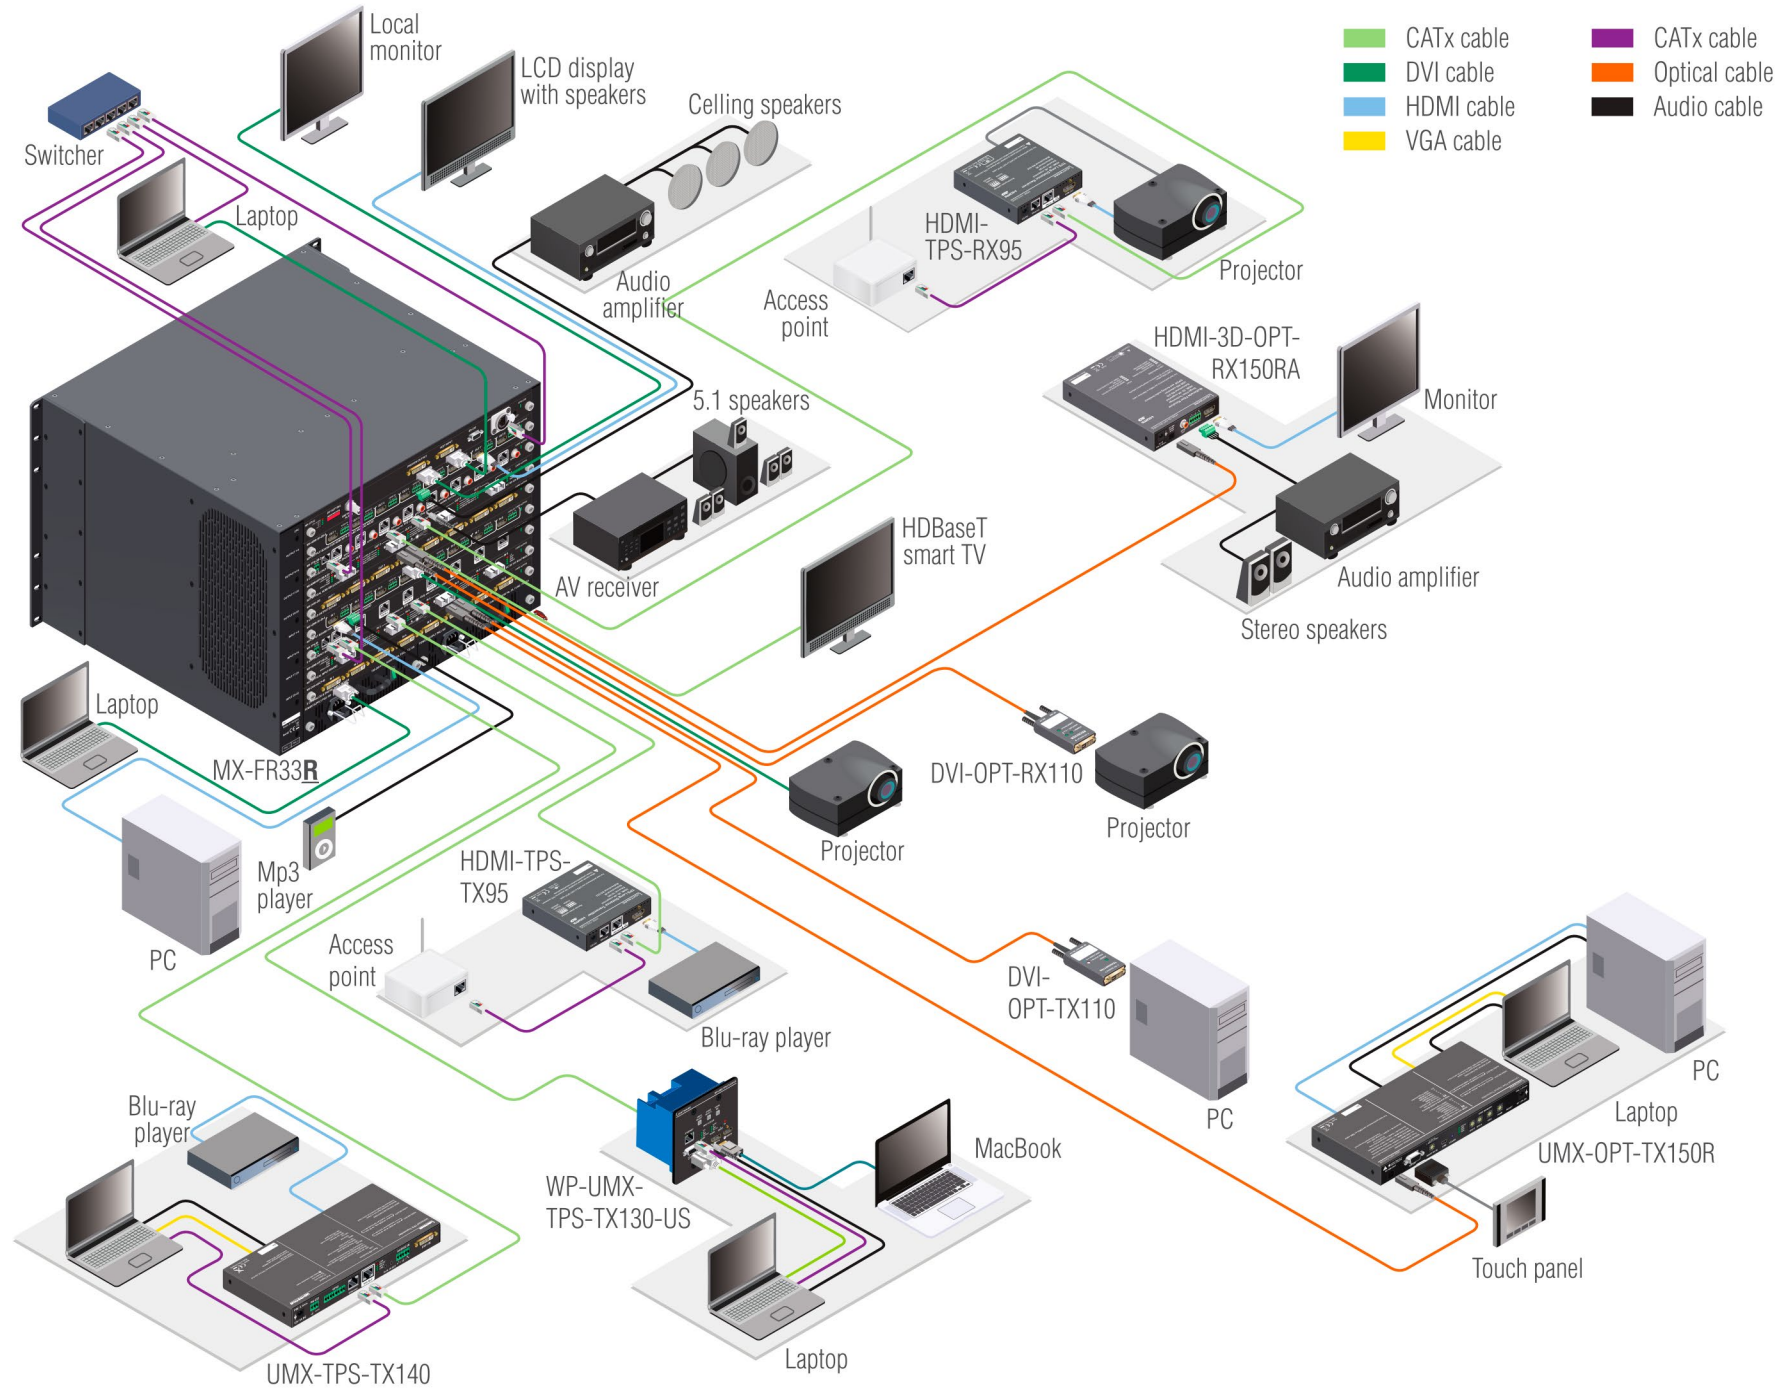 Local
monitor
LCD display
with speakers
Celling speakers
CATx cable
DVI cable
HDMI cable
VGA cable
CATx cable
Optical cable
Audio cable
Switcher
Laptop
Audio
amplifier
HDMI-
TPS-RX95
Projector
Access
point
HDMI-3D-OPT-
RX150RA
Monitor
5.1 speakers
AV receiver
HDBaseT
smart TV
Audio amplifier
Stereo speakers
Laptop
MX-FR33R
DVI-OPT-RX110
Projector
Projector
Mp3
player
PC
HDMI-TPS-
TX95
Access
point
Blu-ray player
DVI-
OPT-TX110
PC
PC
Laptop
UMX-OPT-TX150R
Touch panel
Blu-ray
player
UMX-TPS-TX140
WP-UMX-
TPS-TX130-US
MacBook
Laptop